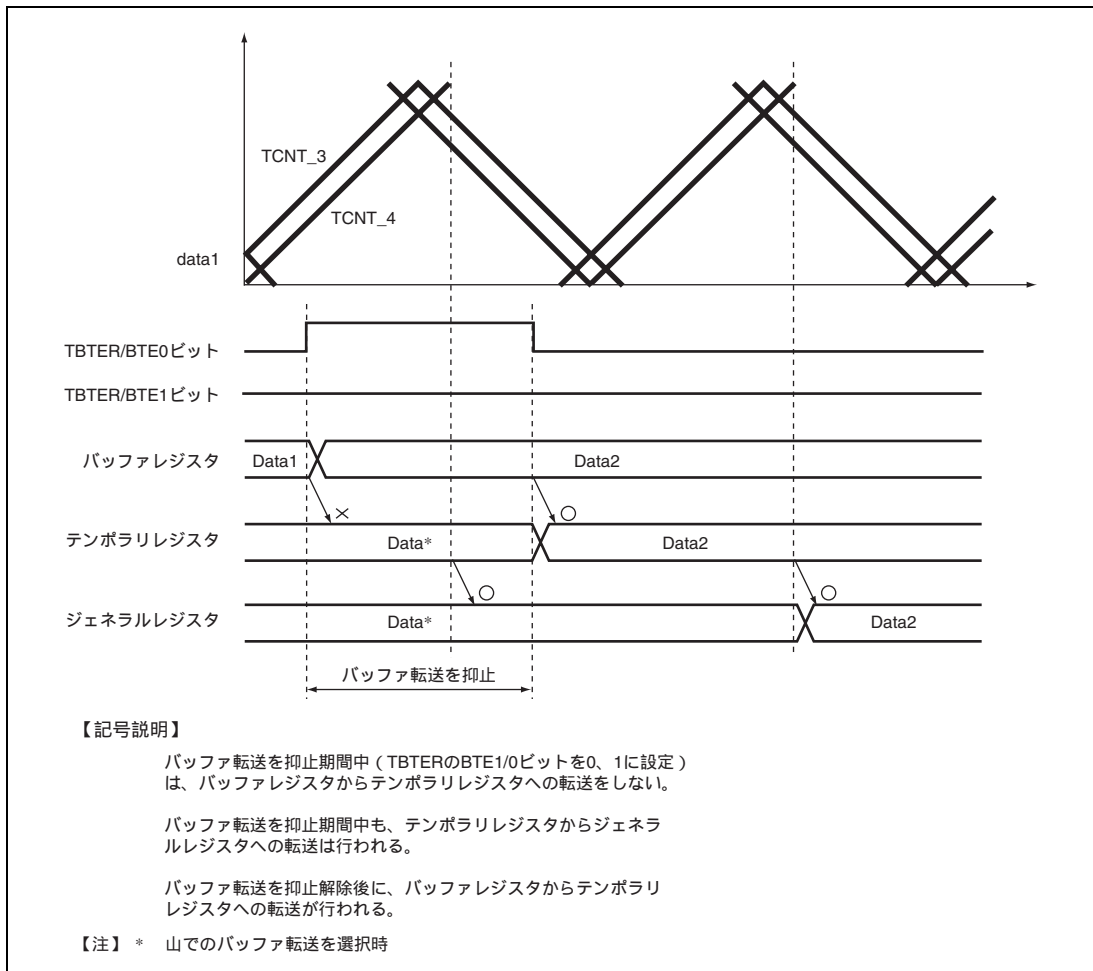 TCNT_3
TCNT_4
data1
TBTER/BTE0ビット
TBTER/BTE1ビット
バッファレジスタ
Data1
Data2
×
○
テンポラリレジスタ
Data*
Data2
○
○
ジェネラルレジスタ
Data*
Data2
バッファ転送を抑止
【記号説明】
バッファ転送を抑止期間中(TBTERのBTE1/0ビットを0、1に設定)
は、バッファレジスタからテンポラリレジスタへの転送をしない。
バッファ転送を抑止期間中も、テンポラリレジスタからジェネラ
ルレジスタへの転送は行われる。
バッファ転送を抑止解除後に、バッファレジスタからテンポラリ
レジスタへの転送が行われる。
【注】 * 山でのバッファ転送を選択時